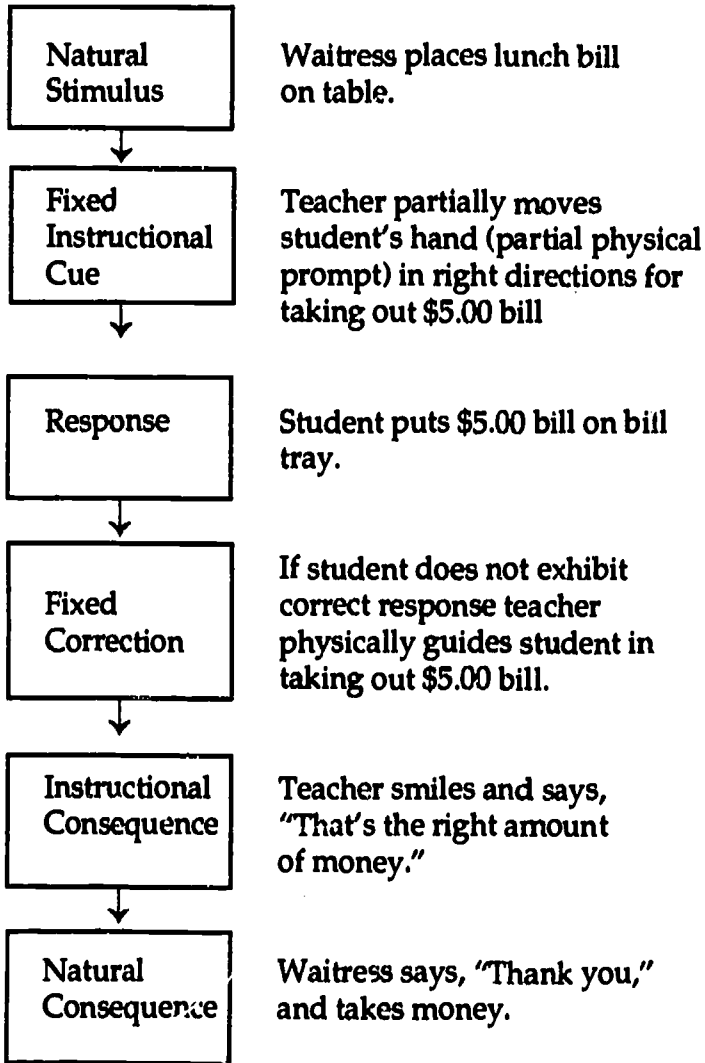 Natural
Stimulus
Waitress places lunch bill
on table.
Fixed
Instructional
Cue
Teacher partially moves
student's hand (partial physical
prompt) in right directions for
taking out $5.00 bill
Response
Student puts $5.00 bill on bill
tray.
Fixed
Correction
If student does not exhibit
correct response teacher
physically guides student in
taking out $5.00 bill.
Instructional
Consequence
Teacher smiles and says,
"That's the right amount
of money."
Natural
Consequence
Waitress says, "Thank you,"
and takes money.